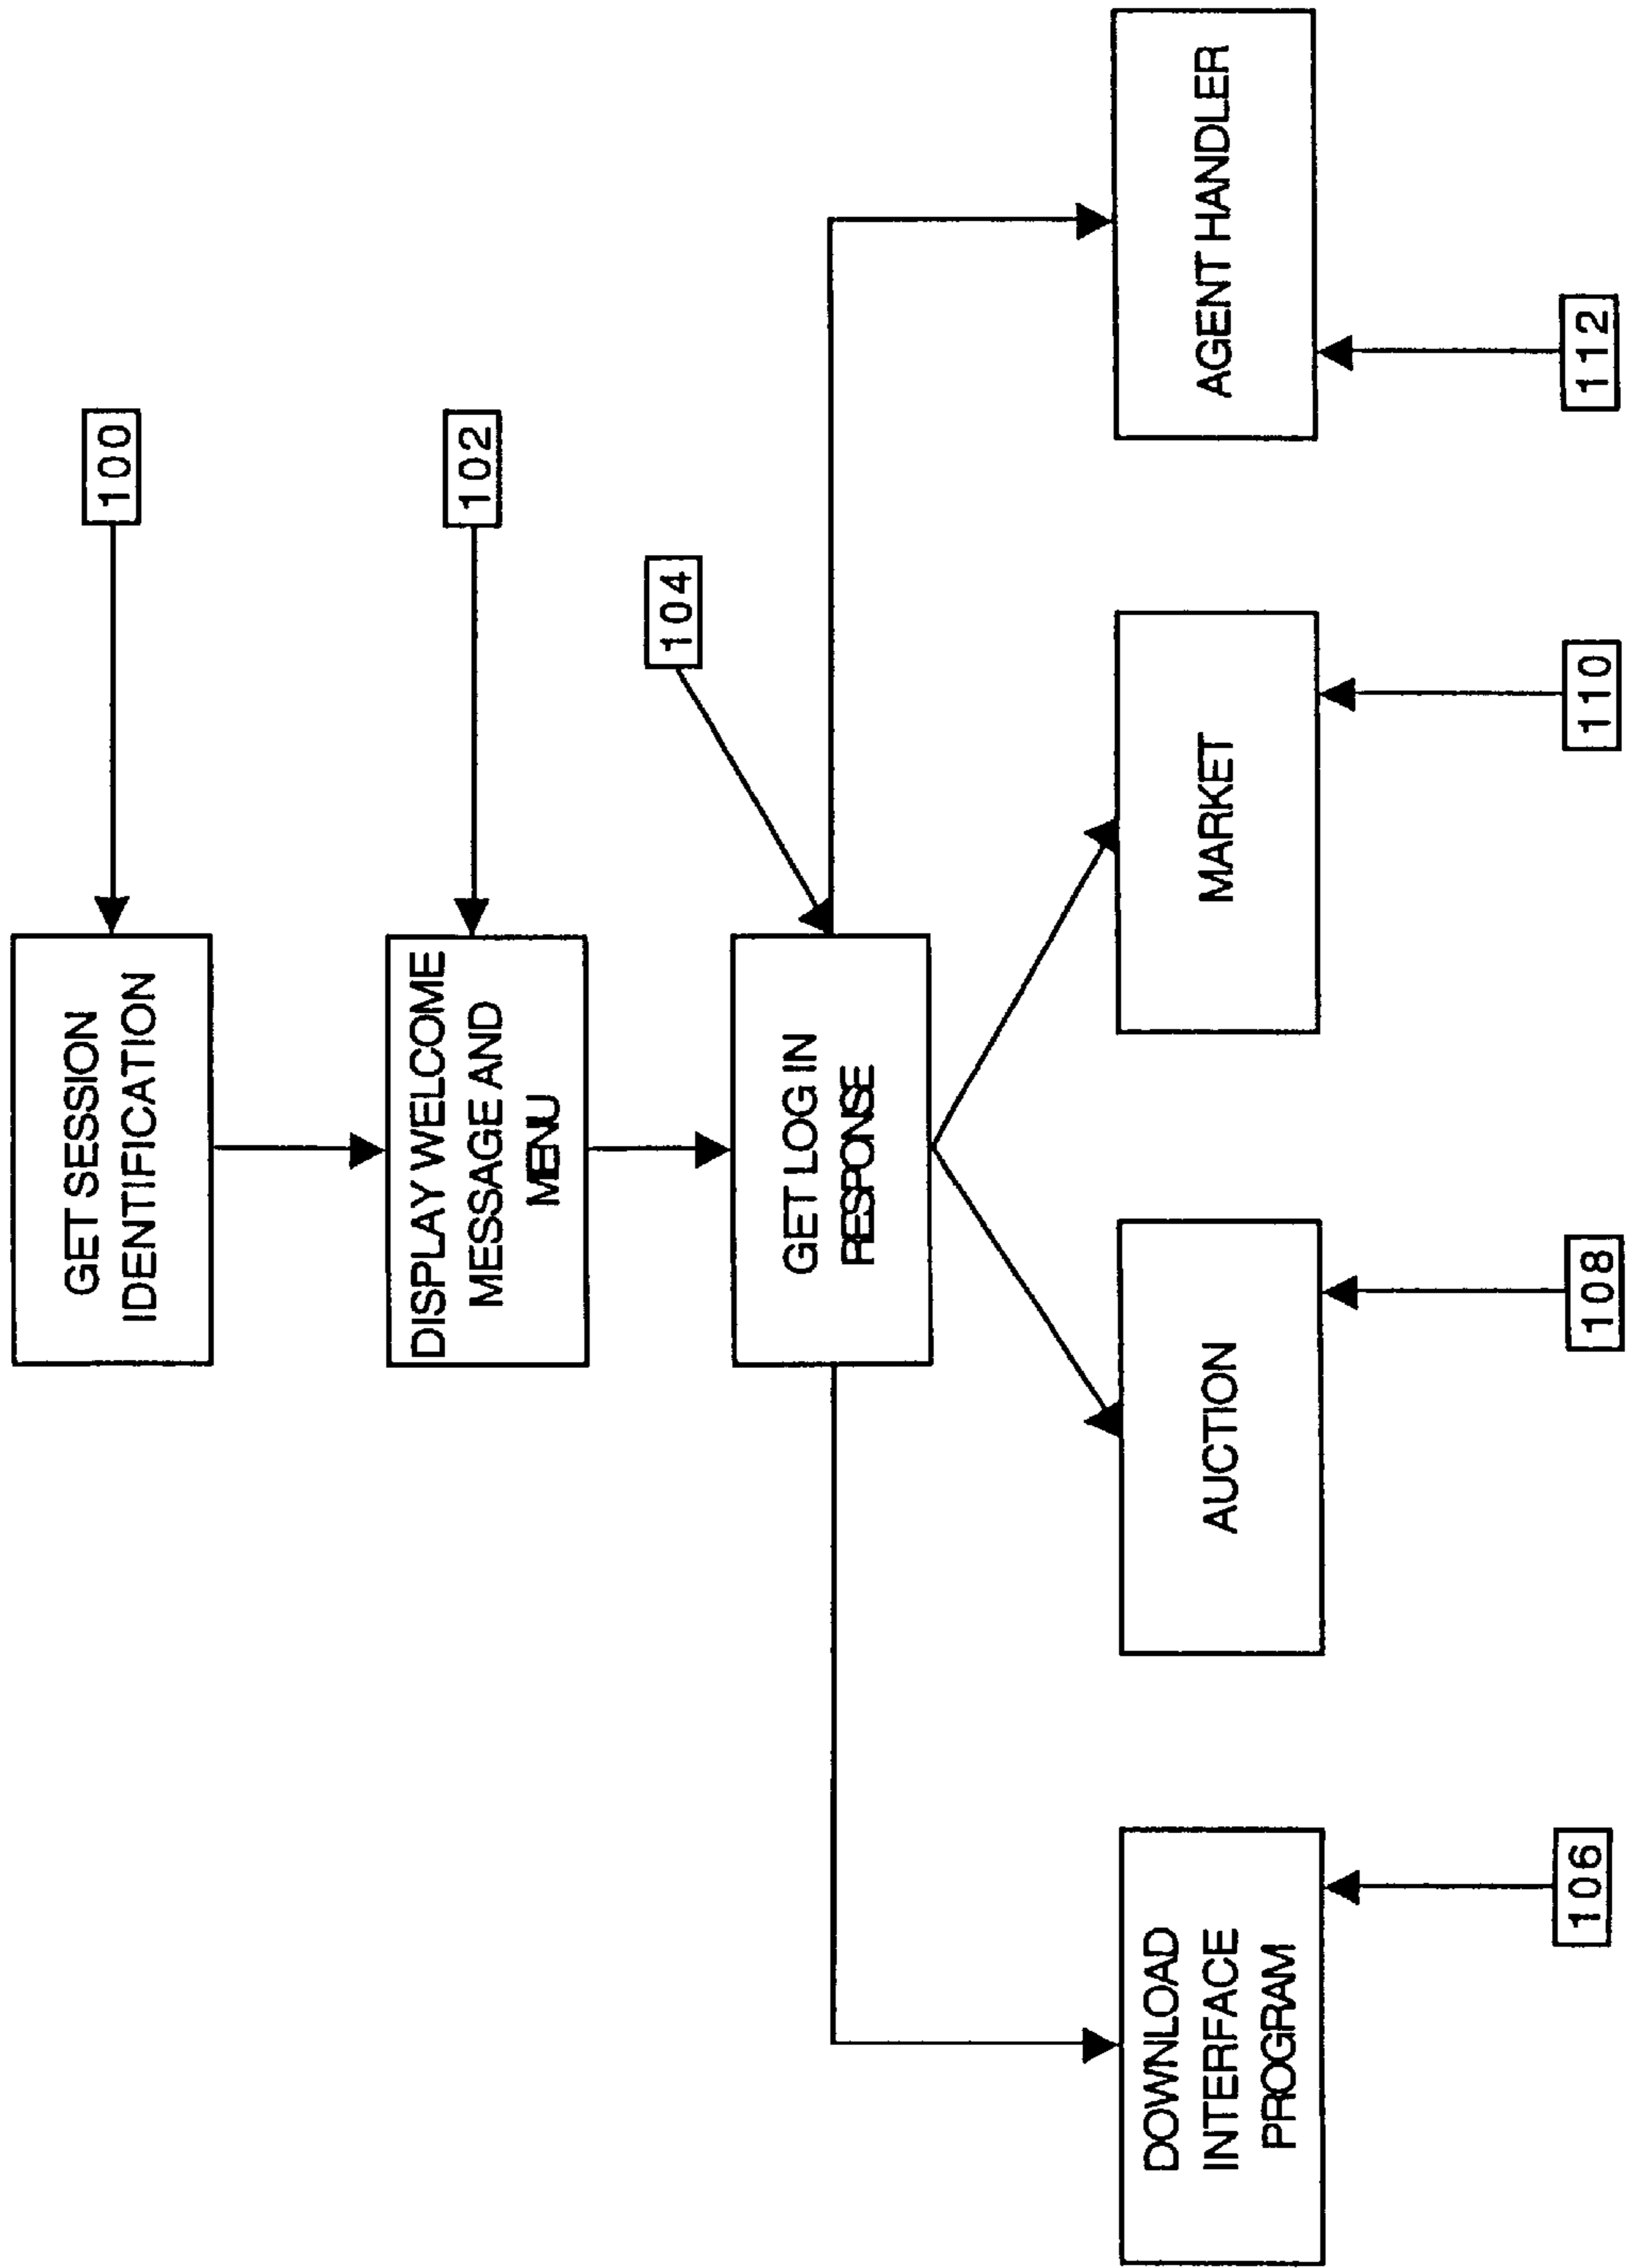 GET SESSION
IDENTIFICATION
100
DISPLAY WELCOME
MESSAGE AND
MENU
102
104
GET LOG IN
RESPONSE
DOWNLOAD
INTERFACE
PROGRAM
AUCTION
MARKET
AGENT HANDLER
106
108
110
112